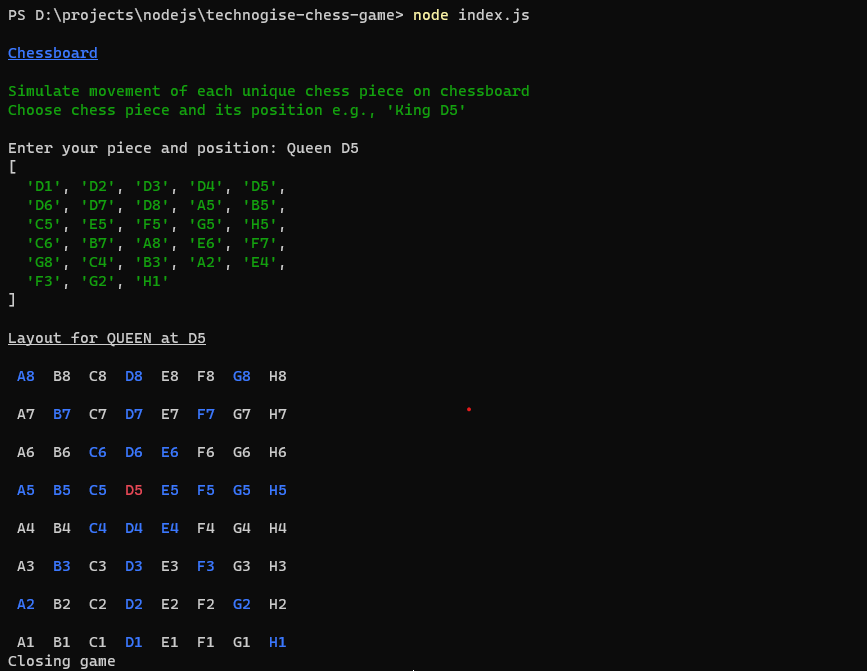 PS D:\projects\nodejs\technogise-chess-game> node index.js
Chessboard
Simulate movement of each unique chess piece on chessboard
Choose chess piece and its position e.g., 'King D5'
Enter your piece and position: Queen D5
[
'D1', 'D2', 'D3', 'D4', 'D5',
'D6', 'D7', 'D8', 'A5', 'B5',
'C5', 'E5', 'F5', 'G5', 'H5',
'C6', 'B7', 'A8', 'E6', 'F7',
'G8', 'C4', 'B3', 'A2', 'E4',
'F3', 'G2', 'H1'
]
Layout for QUEEN at D5
A8 B8 C8 D8 E8 F8 G8 H8
A7 B7 C7 D7 E7 F7 G7 H7
A6 B6 C6 D6 E6 F6 G6 H6
A5 B5 C5 D5 E5 F5 G5 H5
A4 B4 C4 D4 E4 F4 G4 H4
A3 B3 C3 D3 E3 F3 G3 H3
A2 B2 C2 D2 E2 F2 G2 H2
A1 B1 C1 D1 E1 F1 G1 H1
Closing game